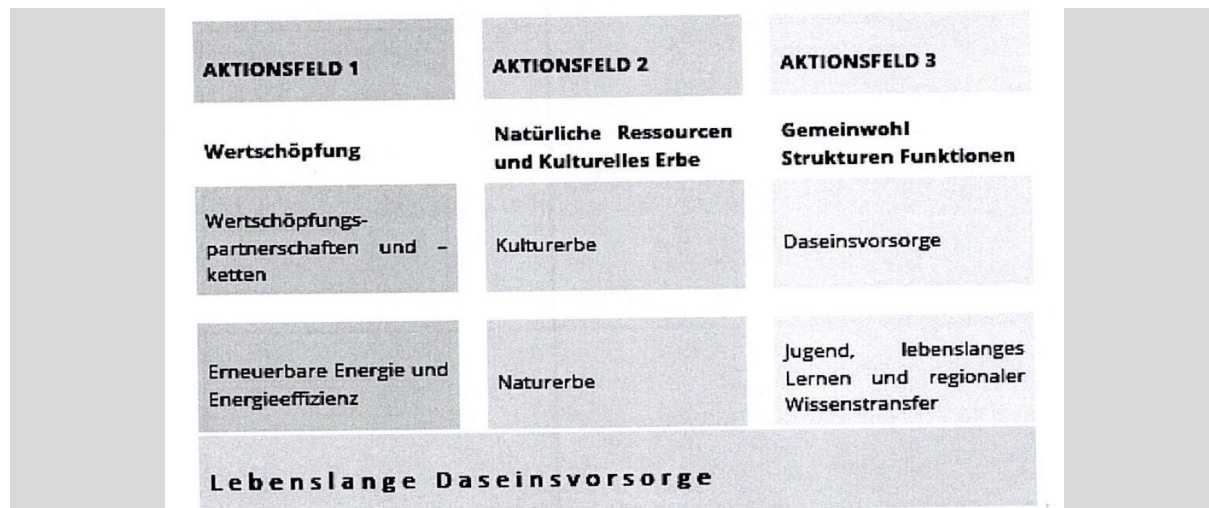 AKTIONSFELD 1
AKTIONSFELD 2
AKTIONSFELD 3
Wertschöpfung
Natürliche Ressourcen
und Kulturelles Erbe
Gemeinwohl
Strukturen Funktionen
Wertschöpfungs-
partnerschaften und –
ketten
Kulturerbe
Daseinsvorsorge
Erneuerbare Energie und
Energieeffizienz
Naturerbe
Jugend, lebenslanges
Lernen und regionaler
Wissenstransfer
Lebenslange Daseinsvorsorge